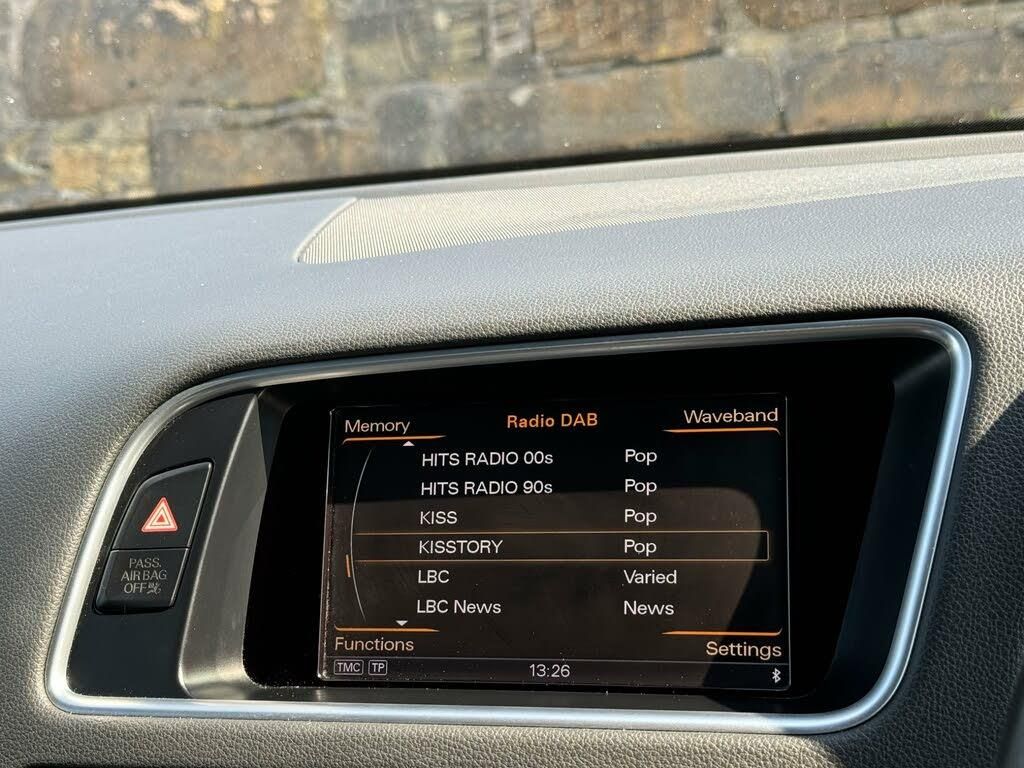 Memory Radio DAB Waveband
HITS RADIO 00s Pop
HITS RADIO 90s Pop
KISS Pop
KISSTORY Pop
LBC Varied
LBC News News
Functions Settings
TMC TP 13:26
PASS.
AIR BAG
OFF